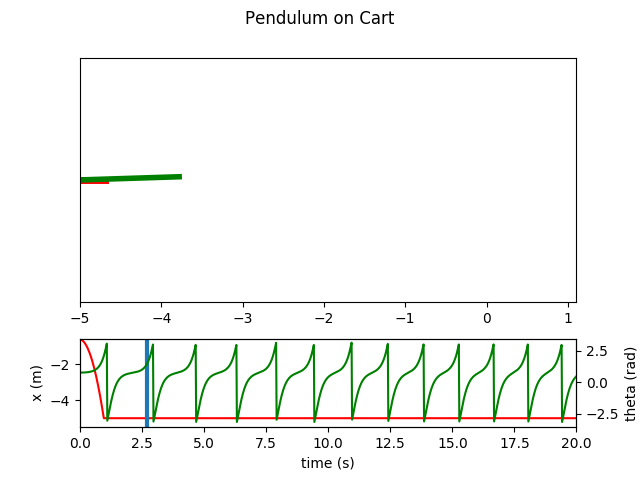 Pendulum on Cart
−5 −4 −3 −2 −1 0 1
x (m)
−2
−4
2.5
0.0
−2.5
theta (rad)
0.0 2.5 5.0 7.5 10.0 12.5 15.0 17.5 20.0
time (s)